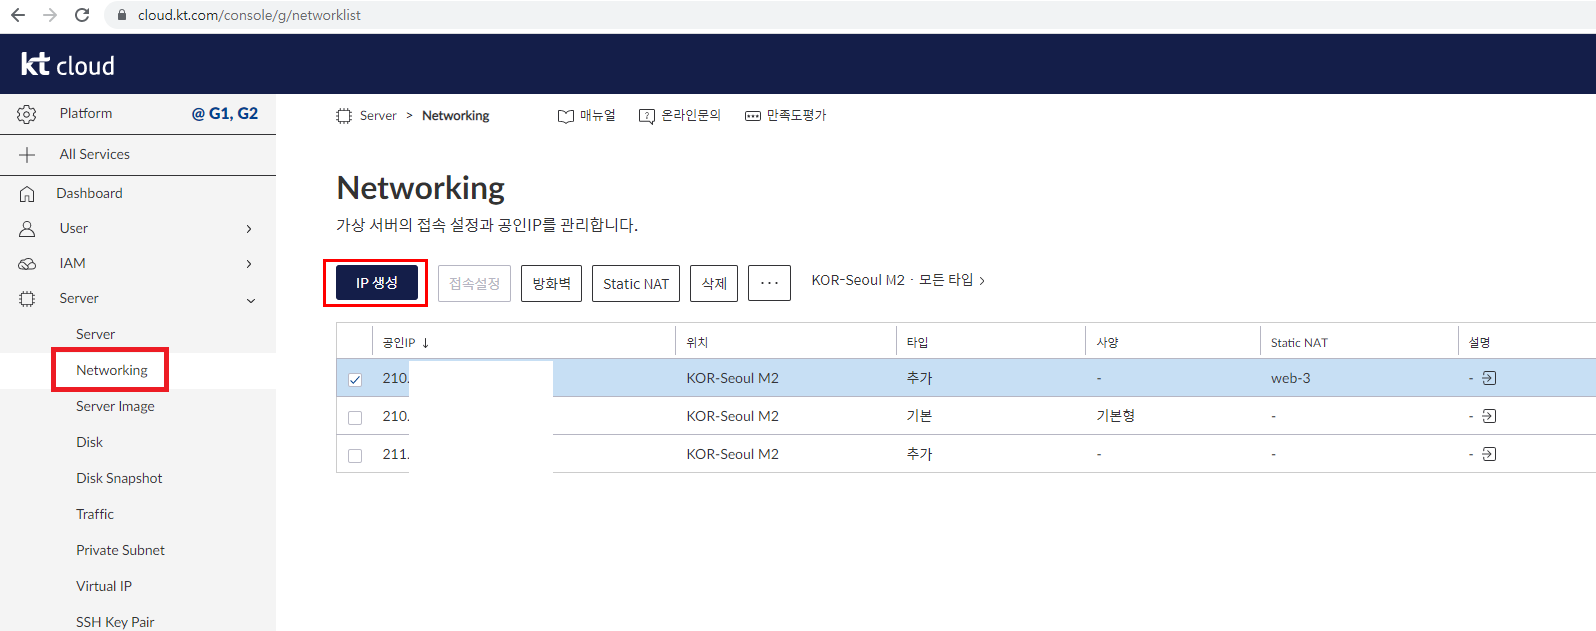 cloud.kt.com/console/g/networklist
kt cloud
Platform @ G1, G2
All Services
Dashboard
User
IAM
Server
Server
Networking
Server Image
Disk
Disk Snapshot
Traffic
Private Subnet
Virtual IP
SSH Key Pair
Server > Networking 매뉴얼 온라인문의 만족도평가
Networking
가상 서버의 접속 설정과 공인IP를 관리합니다.
IP 생성 접속설정 방화벽 Static NAT 삭제 ... KOR-Seoul M2 · 모든 타입 >
공인IP ↓ 위치 타입 사양 Static NAT 설명
210. KOR-Seoul M2 추가 - web-3 -
210. KOR-Seoul M2 기본 기본형 - -
211. KOR-Seoul M2 추가 - - -